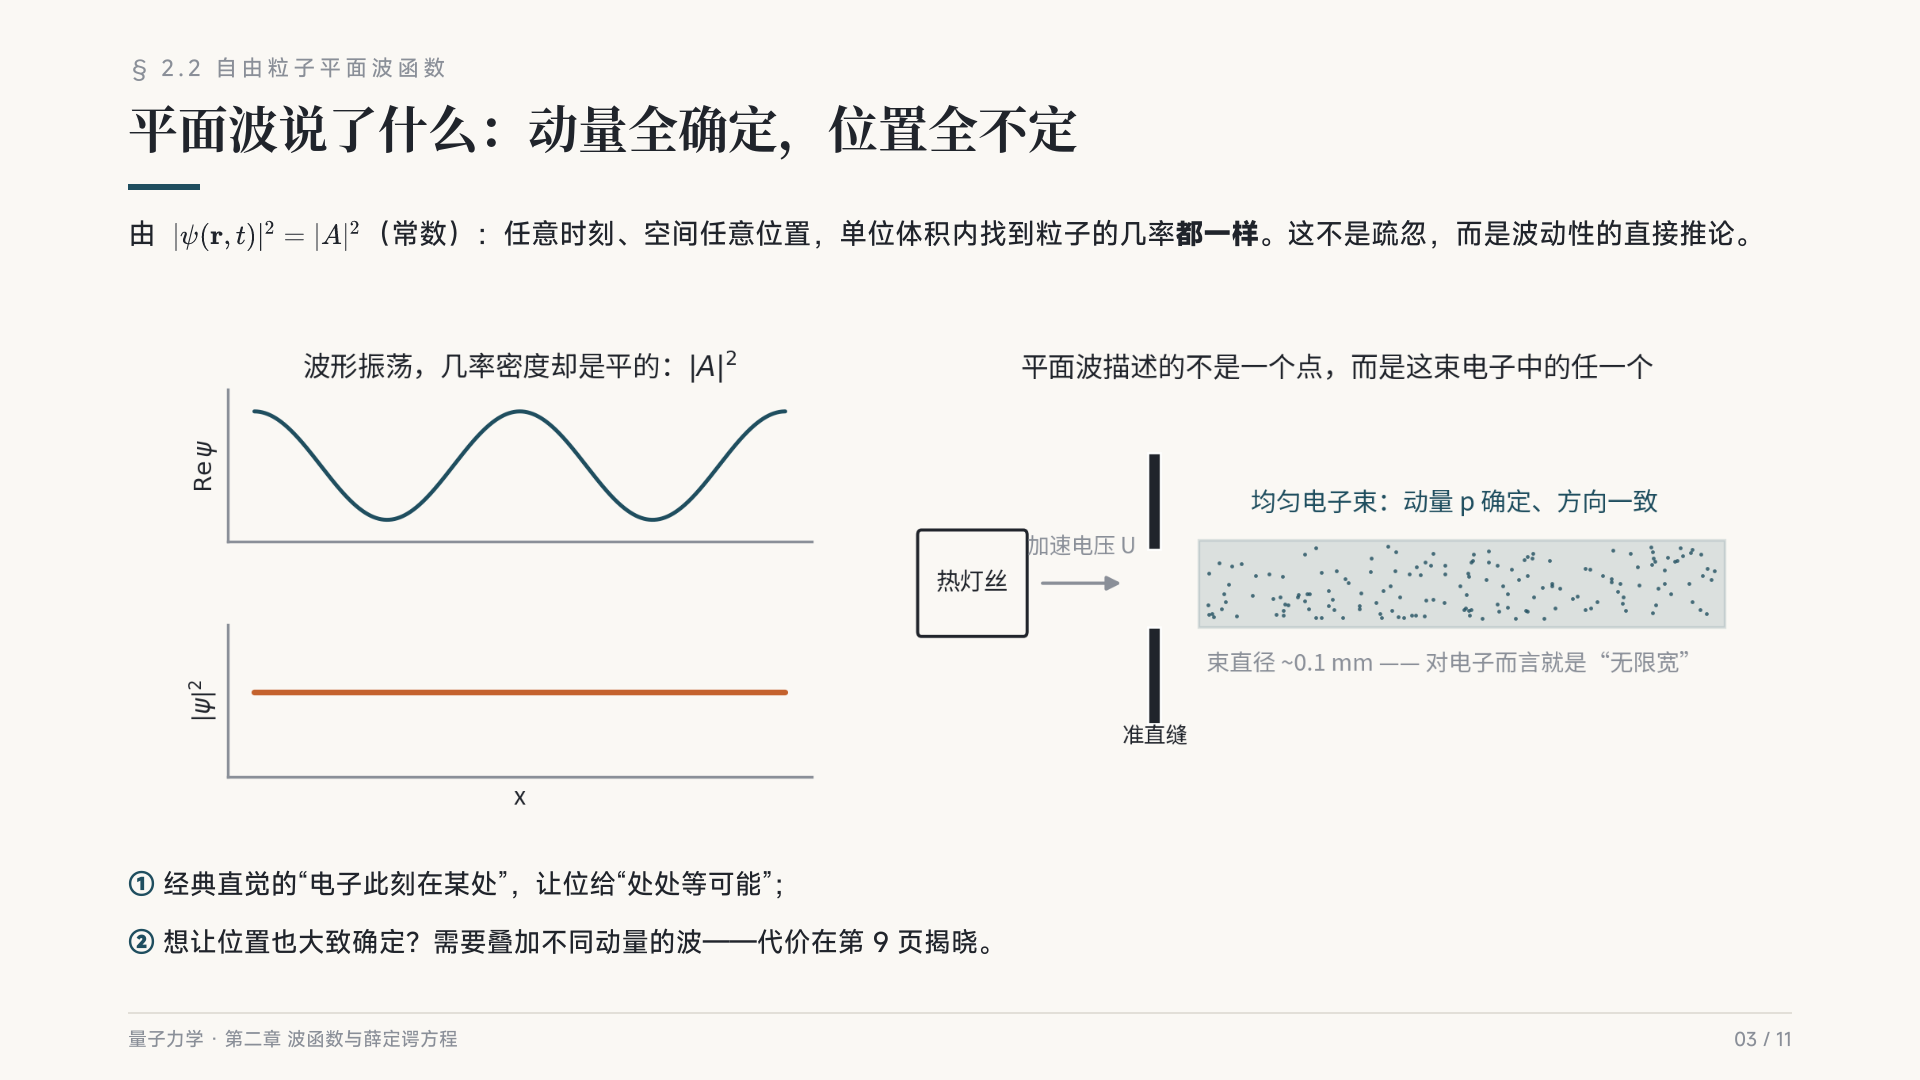 § 2.2 自由粒子平面波函数
平面波说了什么：动量全确定，位置全不定
由 |ψ(r, t)|² = |A|²（常数）：任意时刻、空间任意位置，单位体积内找到粒子的几率都一样。这不是疏忽，而是波动性的直接推论。
波形振荡，几率密度却是平的：|A|²
Re ψ
|ψ|²
x
平面波描述的不是一个点，而是这束电子中的任一个
热灯丝
加速电压 U
准直缝
均匀电子束：动量 p 确定、方向一致
束直径 ~0.1 mm —— 对电子而言就是“无限宽”
① 经典直觉的“电子此刻在某处”，让位给“处处等可能”；
② 想让位置也大致确定？需要叠加不同动量的波——代价在第 9 页揭晓。
量子力学 · 第二章 波函数与薛定谔方程
03 / 11